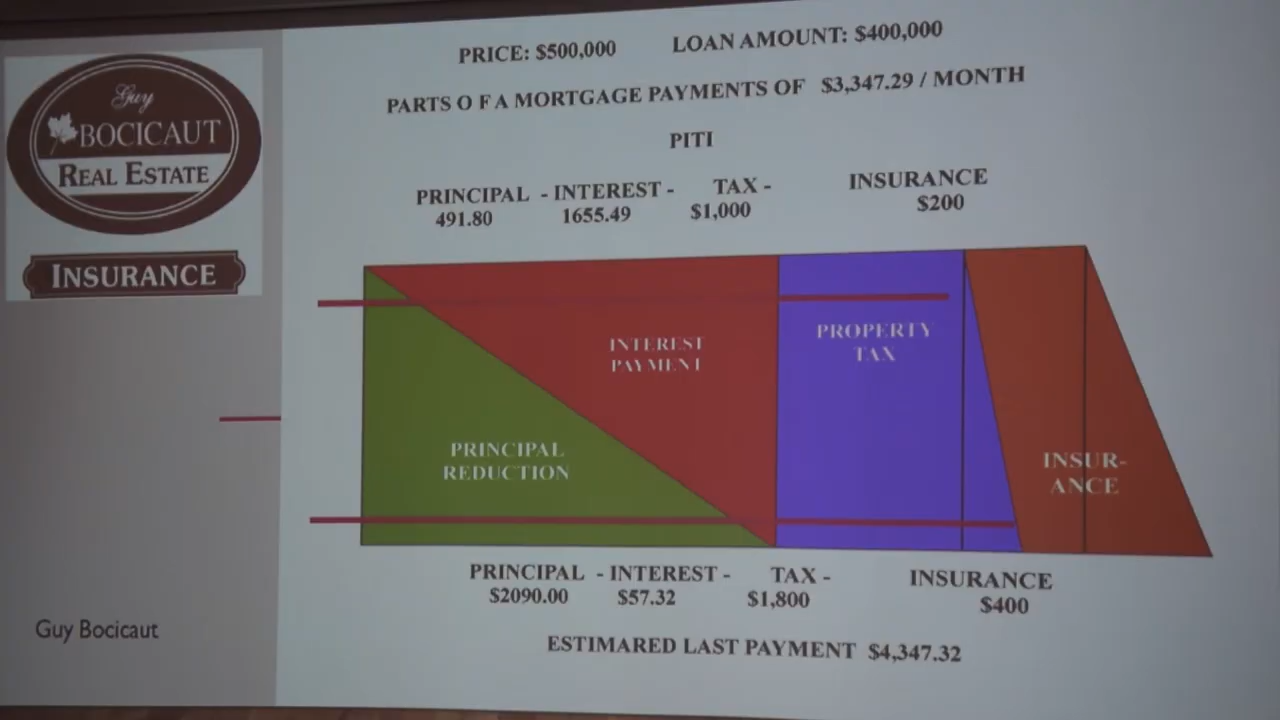 Guy
BOCICAUT
REAL ESTATE
INSURANCE
PRICE: $500,000 LOAN AMOUNT: $400,000
PARTS O F A MORTGAGE PAYMENTS OF $3,347.29 / MONTH
PITI
PRINCIPAL - INTEREST - TAX - INSURANCE
491.80 1655.49 $1,000 $200
INTEREST
PAYMENT
PROPERTY
TAX
PRINCIPAL
REDUCTION
INSUR-
ANCE
PRINCIPAL - INTEREST - TAX - INSURANCE
$2090.00 $57.32 $1,800 $400
ESTIMARED LAST PAYMENT $4,347.32
Guy Bocicaut